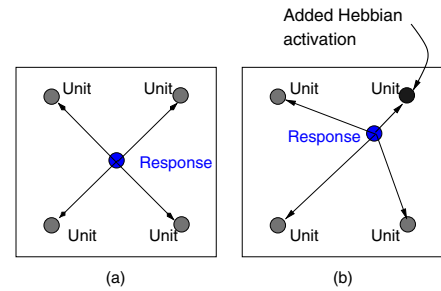 Added Hebbian
activation
Unit Unit
Response
Unit Unit
(a)
Unit Unit
Response
Unit Unit
(b)